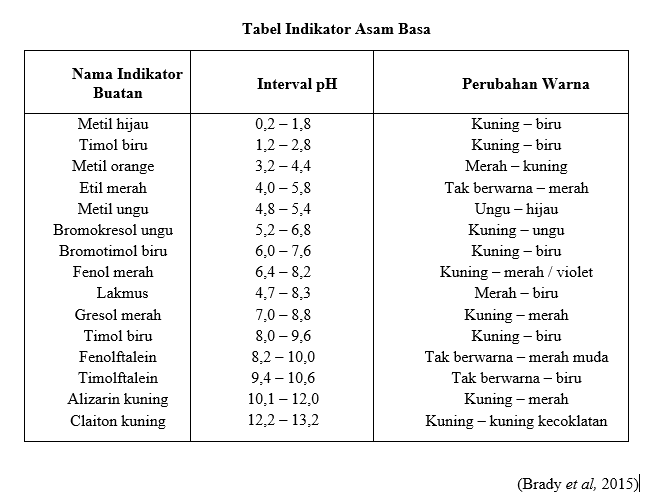 Tabel Indikator Asam Basa
Nama Indikator Buatan Interval pH Perubahan Warna
Metil hijau 0,2 – 1,8 Kuning – biru
Timol biru 1,2 – 2,8 Kuning – biru
Metil orange 3,2 – 4,4 Merah – kuning
Etil merah 4,0 – 5,8 Tak berwarna – merah
Metil ungu 4,8 – 5,4 Ungu – hijau
Bromokresol ungu 5,2 – 6,8 Kuning – ungu
Bromotimol biru 6,0 – 7,6 Kuning – biru
Fenol merah 6,4 – 8,2 Kuning – merah / violet
Lakmus 4,7 – 8,3 Merah – biru
Gresol merah 7,0 – 8,8 Kuning – merah
Timol biru 8,0 – 9,6 Kuning – biru
Fenolftalein 8,2 – 10,0 Tak berwarna – merah muda
Timolftalein 9,4 – 10,6 Tak berwarna – biru
Alizarin kuning 10,1 – 12,0 Kuning – merah
Claiton kuning 12,2 – 13,2 Kuning – kuning kecoklatan
(Brady et al, 2015)